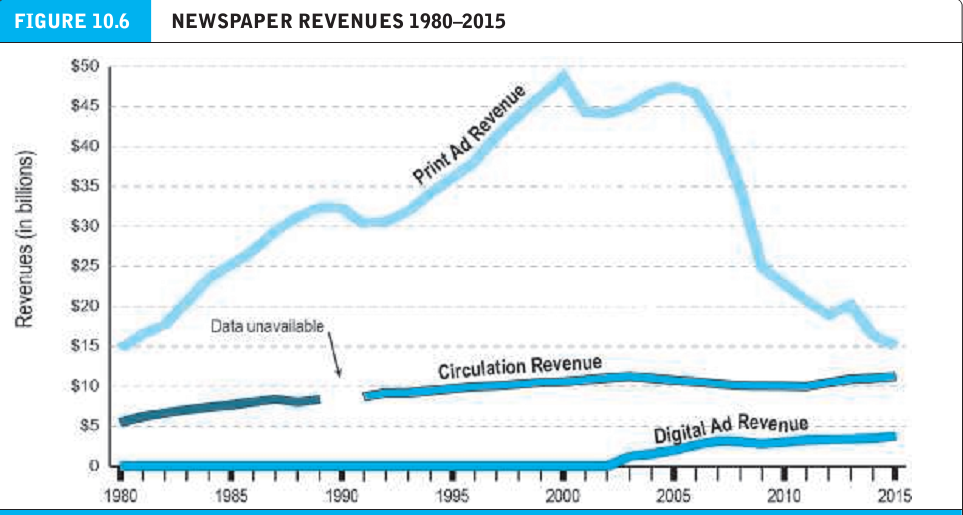 FIGURE 10.6 NEWSPAPER REVENUES 1980–2015
Revenues (in billions)
$50
$45
$40
$35
$30
$25
$20
$15
$10
$5
0
Print Ad Revenue
Data unavailable
Circulation Revenue
Digital Ad Revenue
1980 1985 1990 1995 2000 2005 2010 2015